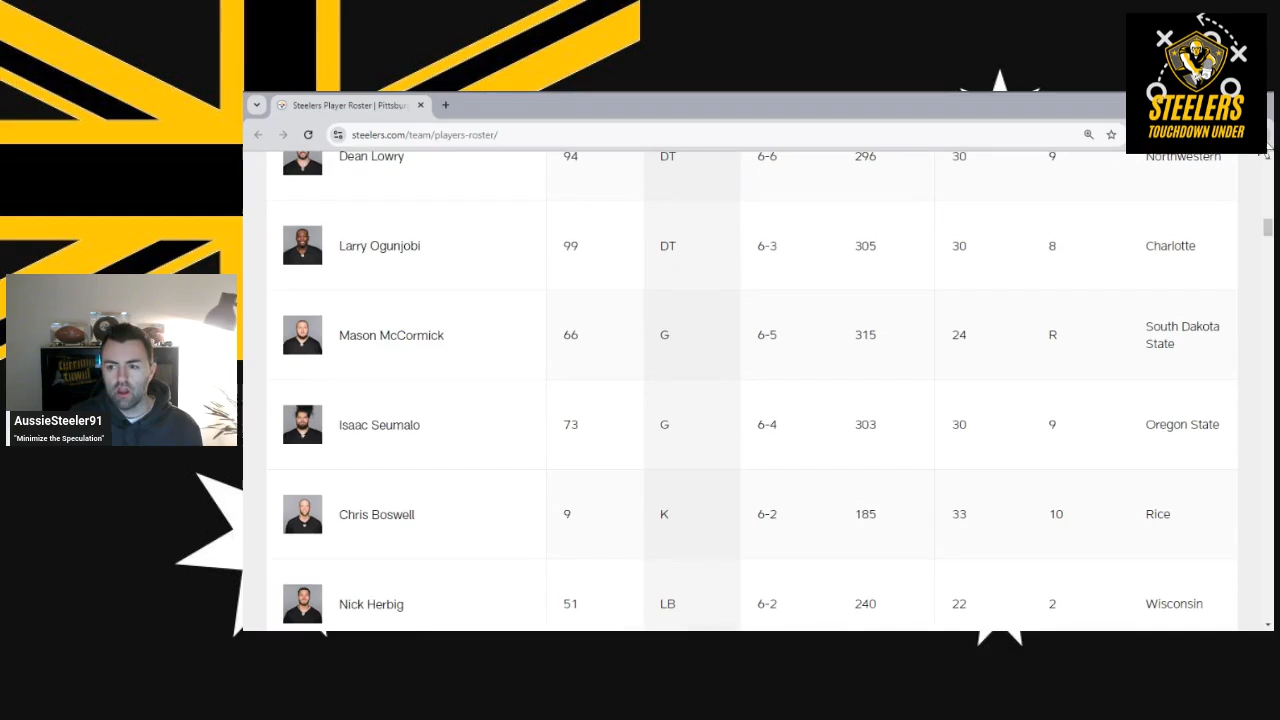 STEELERS
TOUCHDOWN UNDER
Steelers Player Roster | Pittsbur
steelers.com/team/players-roster/
Dean Lowry 94 DT 6-6 296 30 9 Northwestern
Larry Ogunjobi 99 DT 6-3 305 30 8 Charlotte
Mason McCormick 66 G 6-5 315 24 R South Dakota
State
Isaac Seumalo 73 G 6-4 303 30 9 Oregon State
Chris Boswell 9 K 6-2 185 33 10 Rice
Nick Herbig 51 LB 6-2 240 22 2 Wisconsin
AussieSteeler91
"Minimize the Speculation"